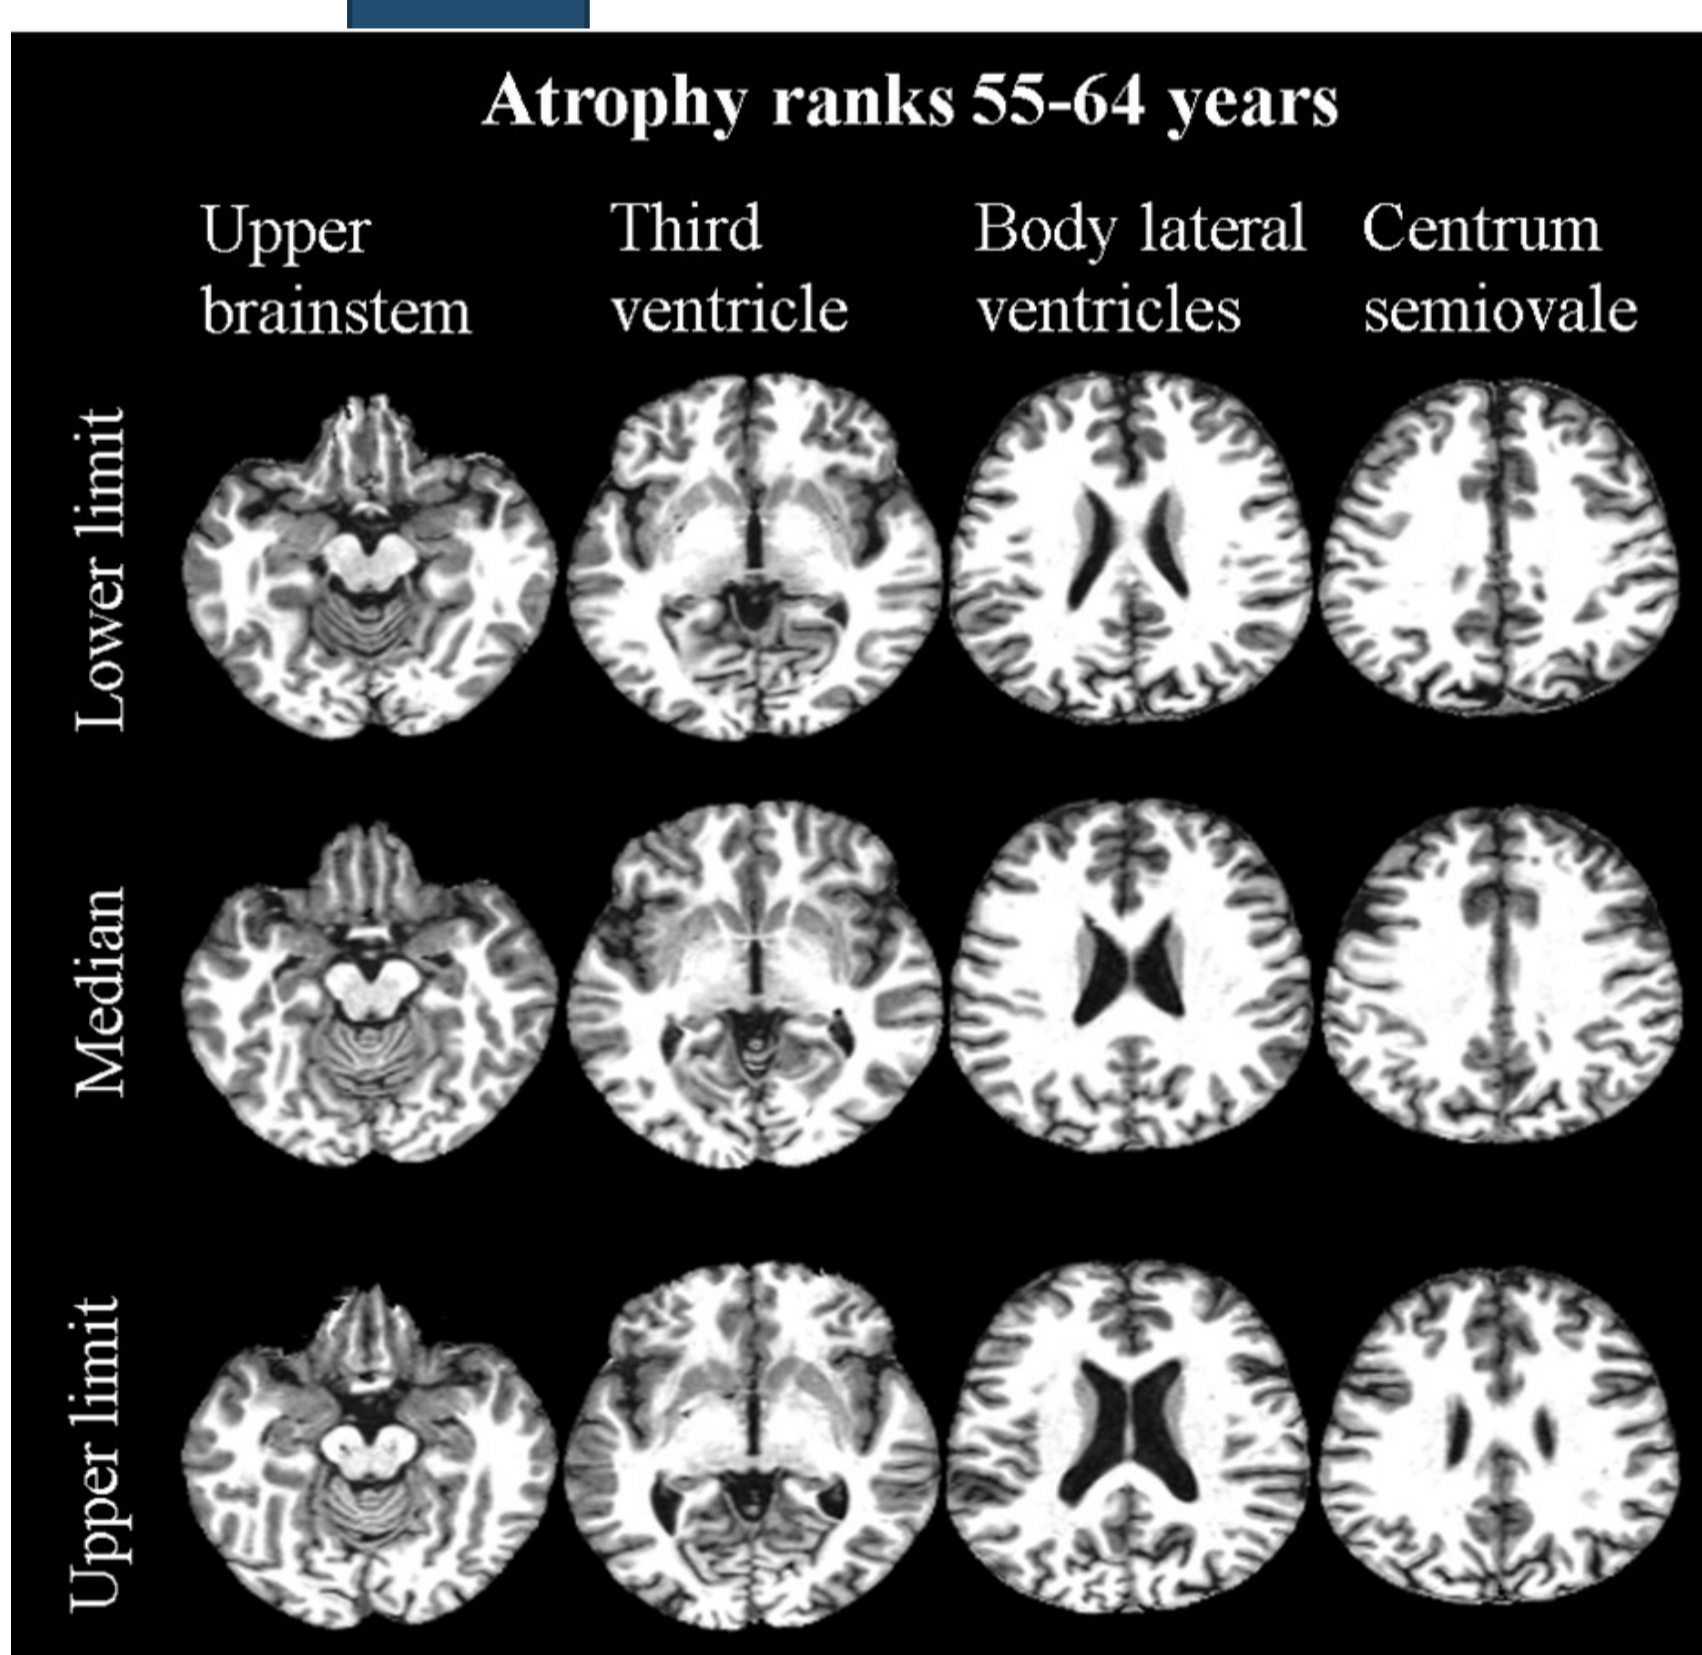 Atrophy ranks 55-64 years
Upper
brainstem
Third
ventricle
Body lateral
ventricles
Centrum
semiovale
Lower limit
Median
Upper limit